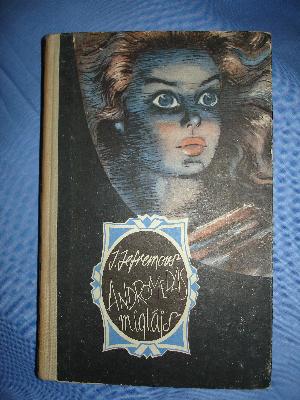 I. Jefremovs
ANDROMEDAS
miglājs